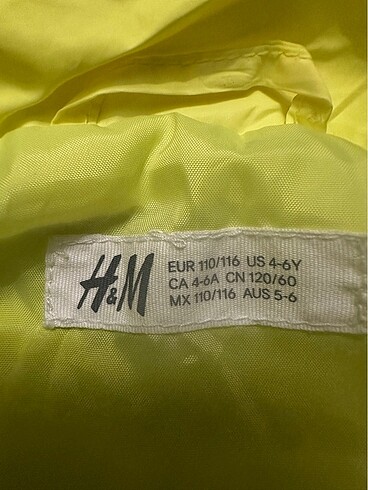 H&M
EUR 110/116 US 4-6Y
CA 4-6A CN 120/60
MX 110/116 AUS 5-6